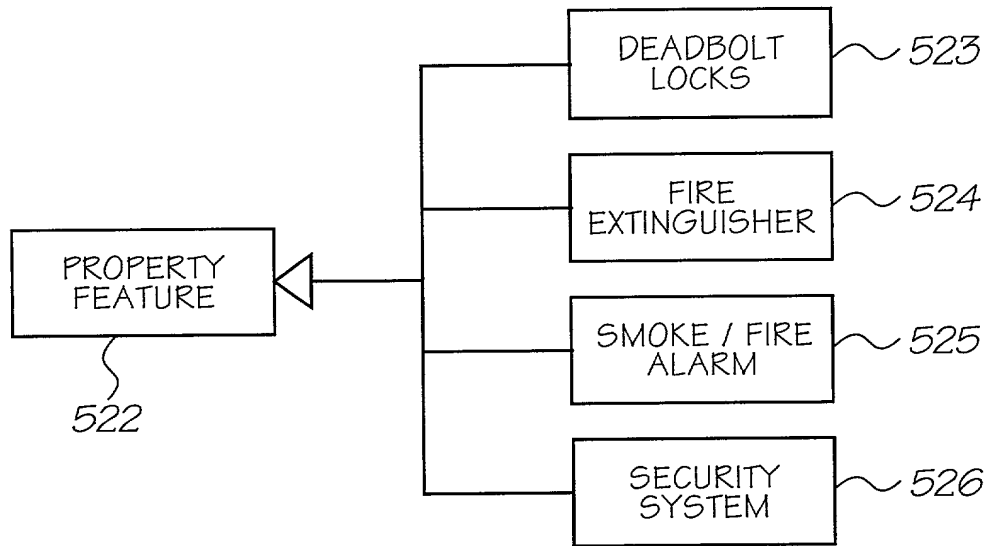 DEADBOLT
LOCKS
523
FIRE
EXTINGUISHER
524
PROPERTY
FEATURE
522
SMOKE / FIRE
ALARM
525
SECURITY
SYSTEM
526